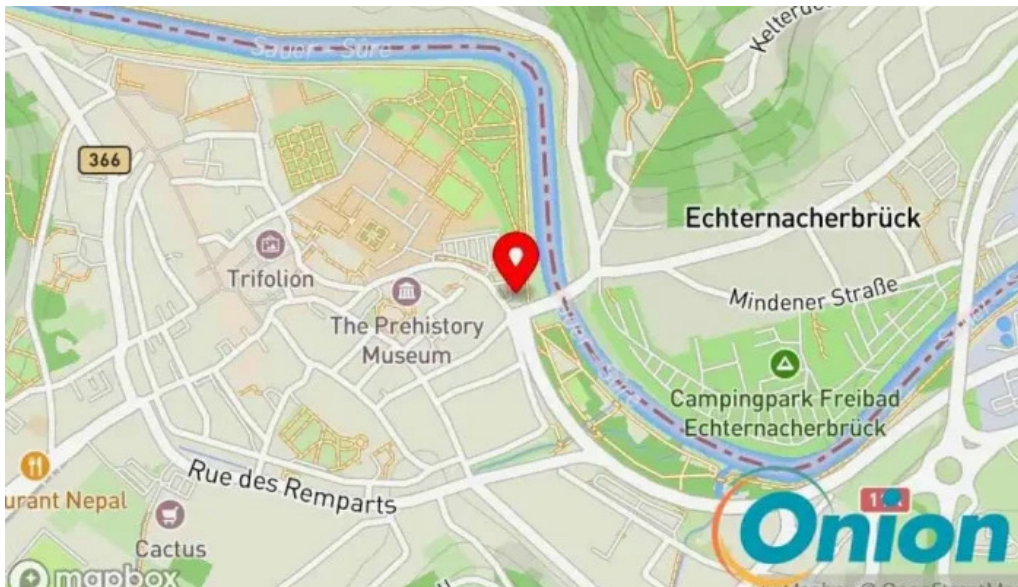 Sauer - Sûre
Kelterdo
366
Echternacherbrück
Trifolion
Mindener Straße
The Prehistory
Museum
Campingpark Freibad
Echternacherbrück
Rue des Remparts
urant Nepal
Cactus
Onion
mapbox